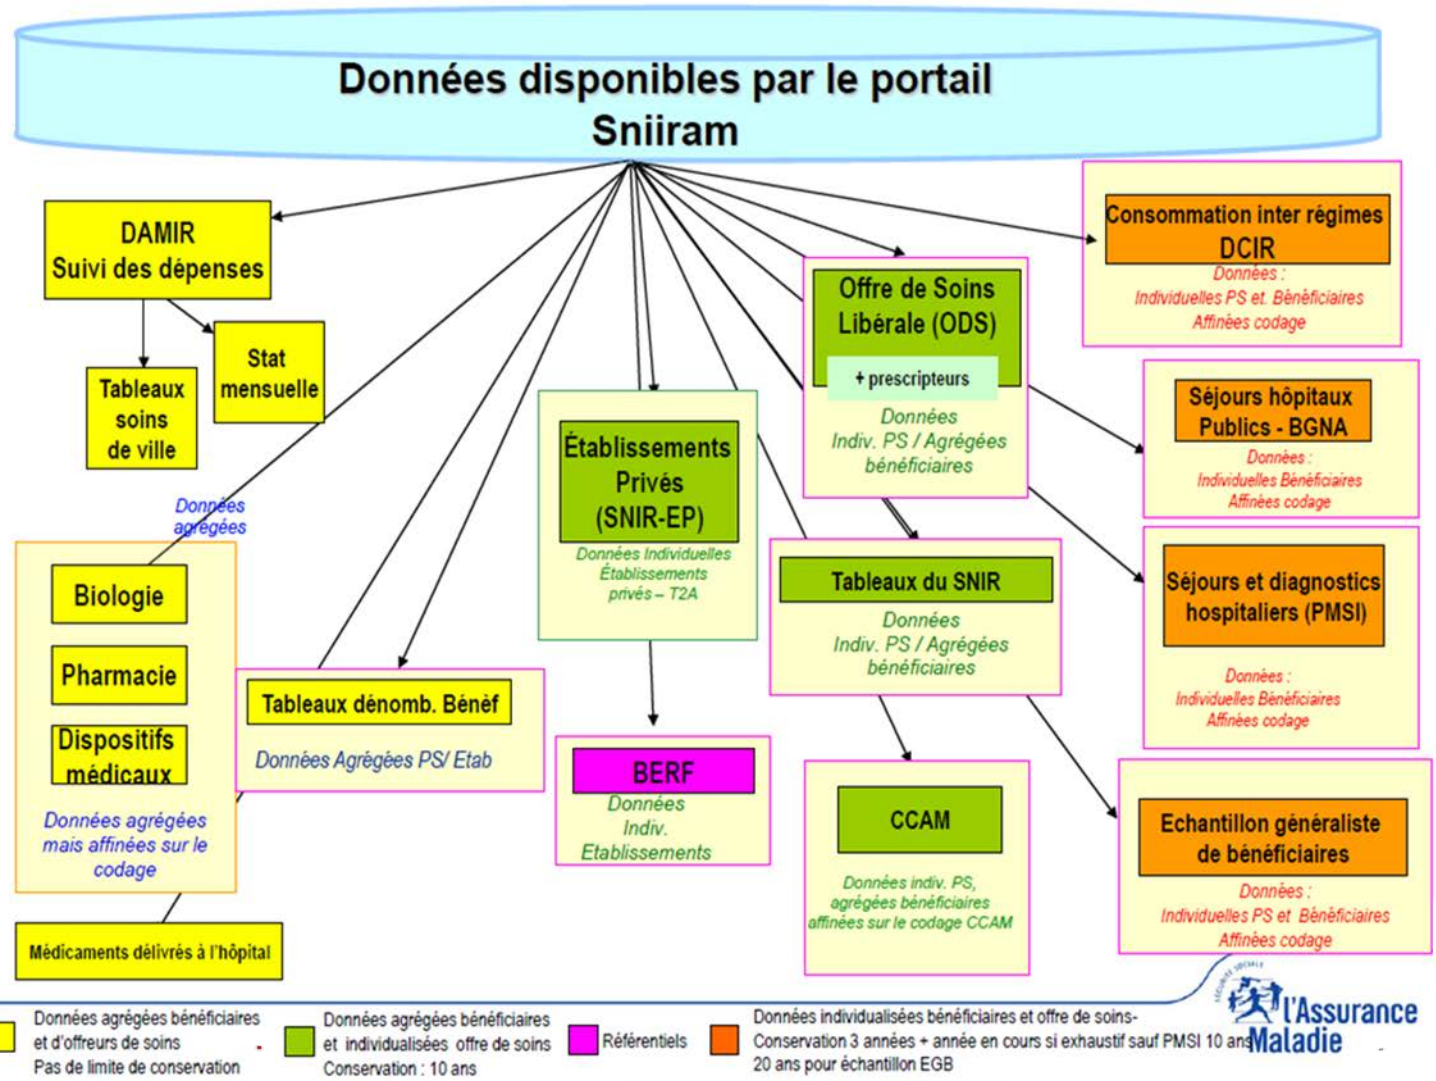 Données disponibles par le portail
Sniiram
DAMIR
Suivi des dépenses
Stat
mensuelle
Tableaux
soins
de ville
Données
agrégées
Biologie
Pharmacie
Dispositifs
médicaux
Données agrégées
mais affinées sur le
codage
Médicaments délivrés à l'hôpital
Tableaux dénomb. Bénéf
Données Agrégées PS/ Etab
Établissements
Privés
(SNIR-EP)
Données Individuelles
Établissements
privés – T2A
BERF
Données
Indiv.
Etablissements
Offre de Soins
Libérale (ODS)
+ prescripteurs
Données
Indiv. PS / Agrégées
bénéficiaires
Tableaux du SNIR
Données
Indiv. PS / Agrégées
bénéficiaires
CCAM
Données indiv. PS,
agrégées bénéficiaires
affinées sur le codage CCAM
Consommation inter régimes
DCIR
Données :
Individuelles PS et. Bénéficiaires
Affinées codage
Séjours hôpitaux
Publics - BGNA
Données :
Individuelles Bénéficiaires
Affinées codage
Séjours et diagnostics
hospitaliers (PMSI)
Données :
Individuelles Bénéficiaires
Affinées codage
Echantillon généraliste
de bénéficiaires
Données :
Individuelles PS et Bénéficiaires
Affinées codage
Données agrégées bénéficiaires
et d'offreurs de soins
Pas de limite de conservation
Données agrégées bénéficiaires
et individualisées offre de soins
Conservation : 10 ans
Référentiels
Données individualisées bénéficiaires et offre de soins-
Conservation 3 années + année en cours si exhaustif sauf PMSI 10 ans
20 ans pour échantillon EGB
SÉCURITÉ SOCIALE
l'Assurance
Maladie